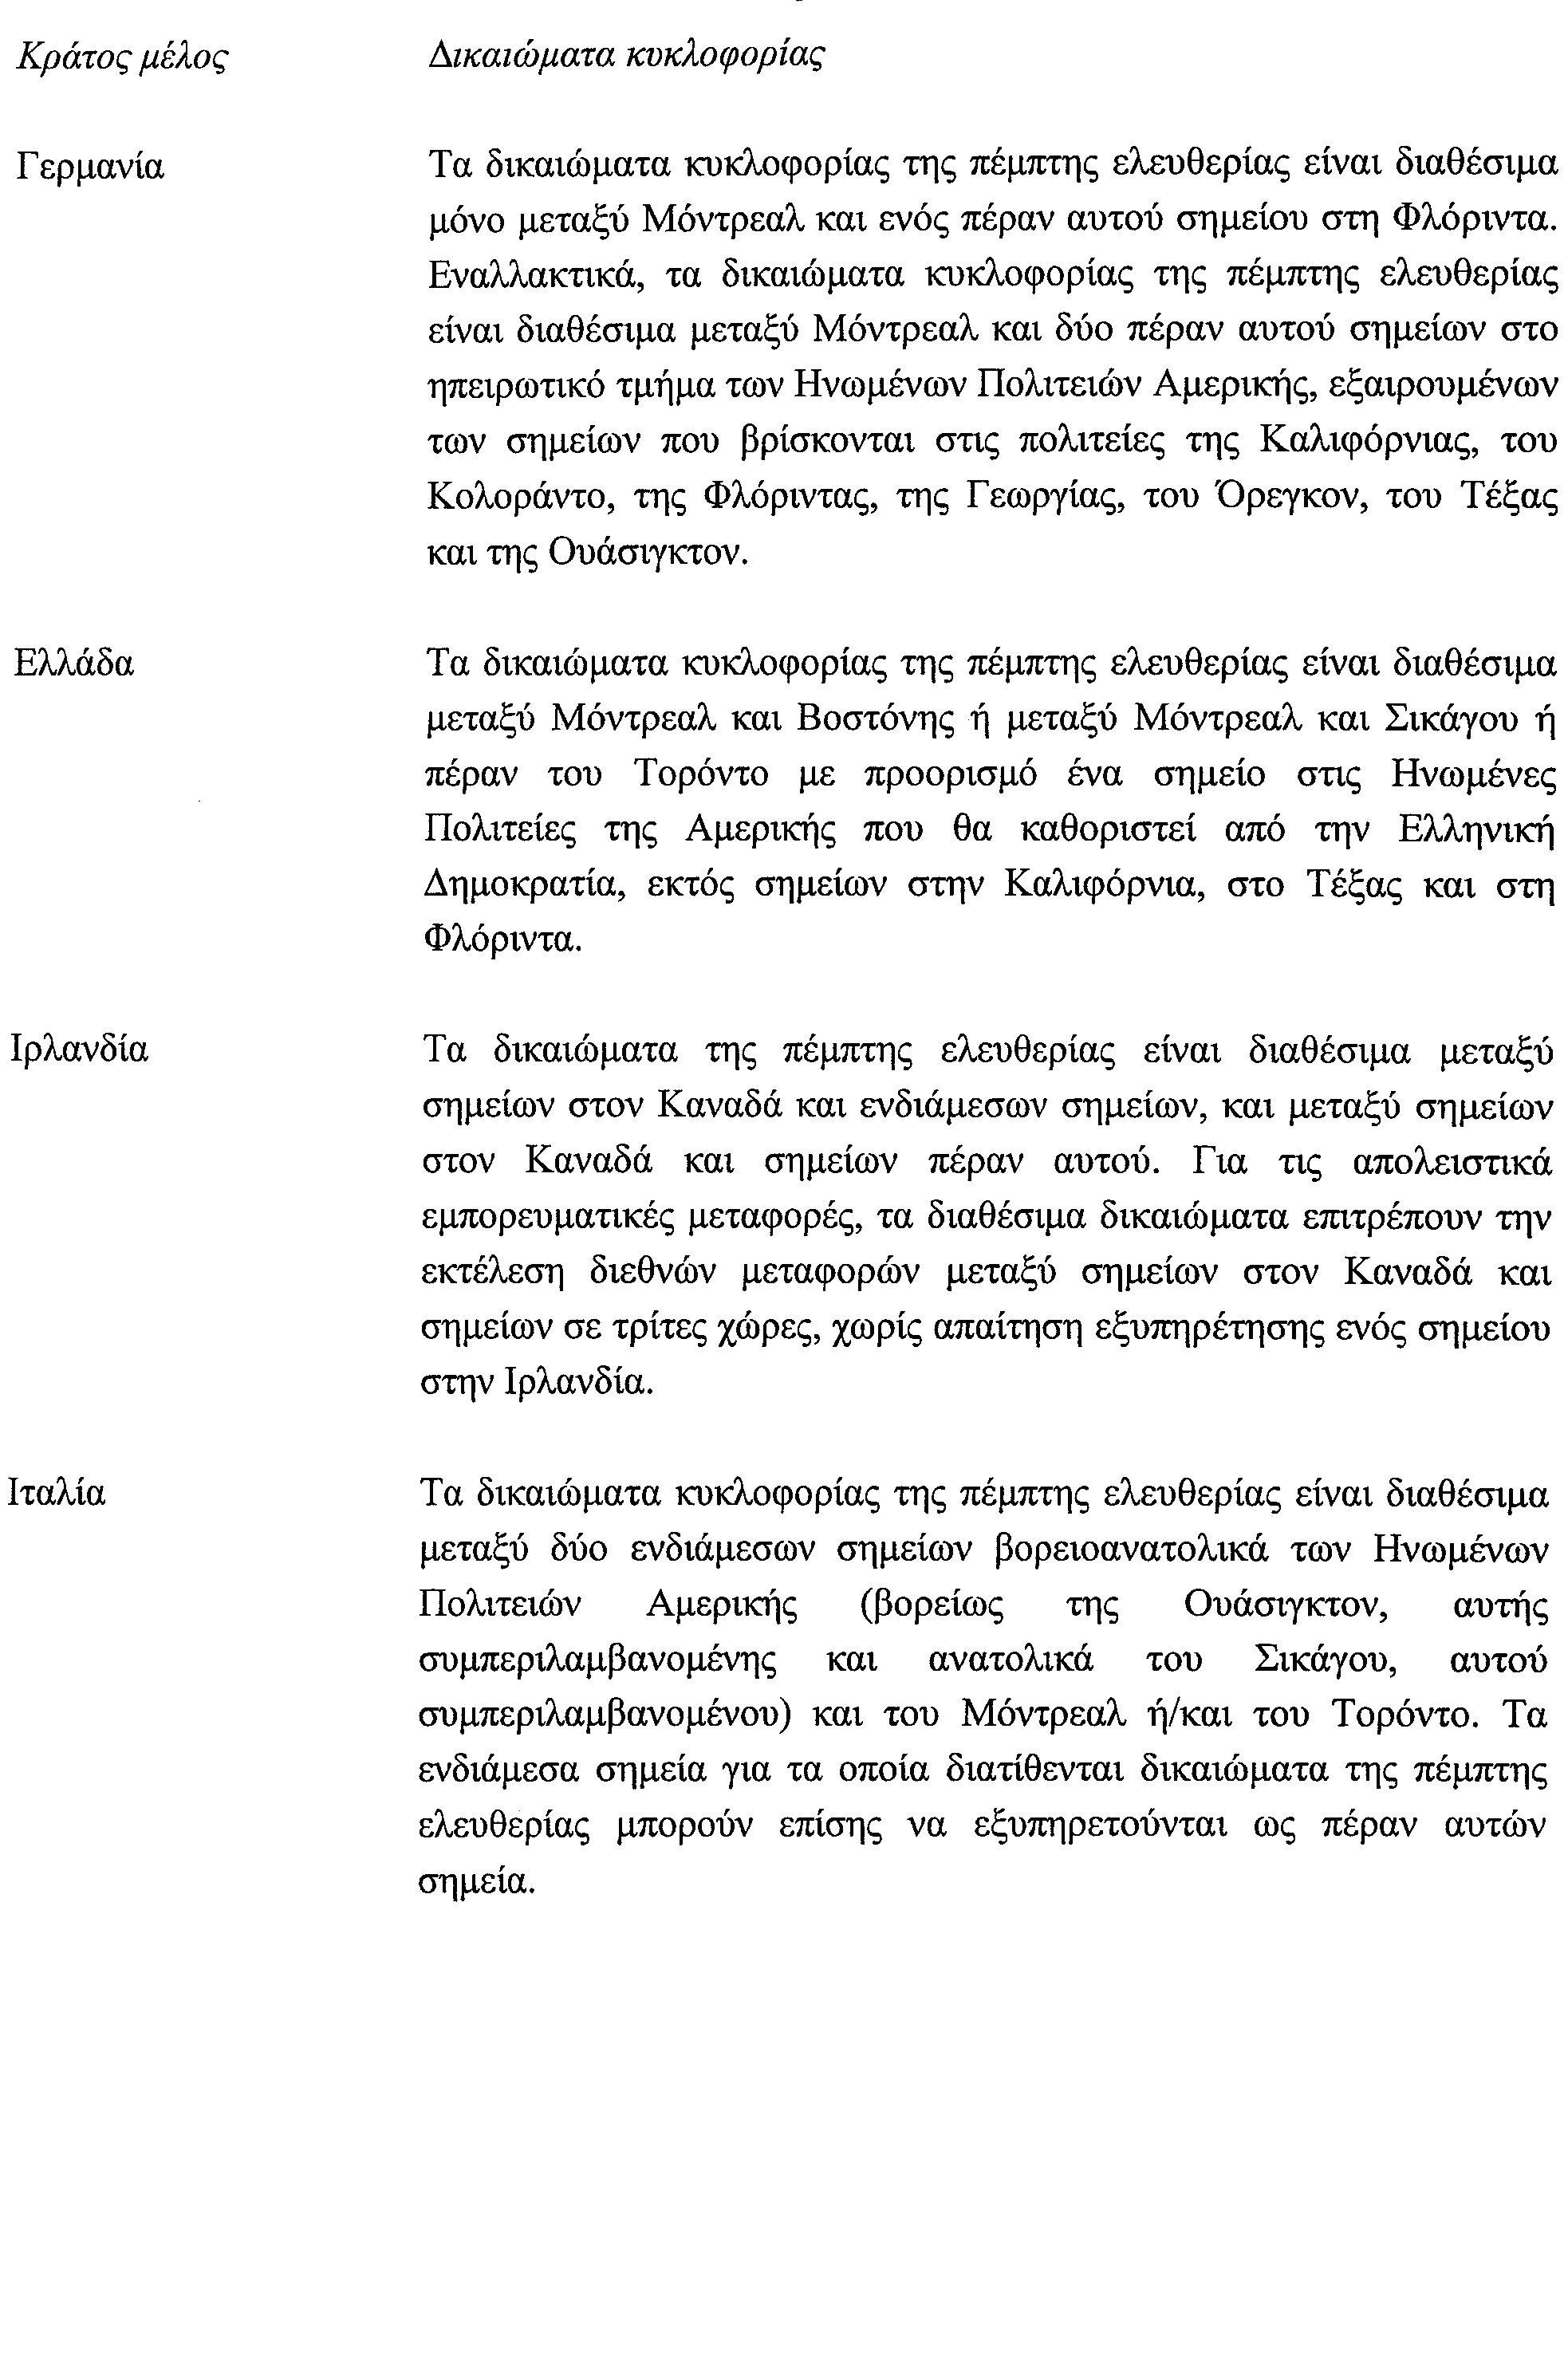 Κράτος μέλος Δικαιώματα κυκλοφορίας
Γερμανία Τα δικαιώματα κυκλοφορίας της πέμπτης ελευθερίας είναι διαθέσιμα
μόνο μεταξύ Μόντρεαλ και ενός πέραν αυτού σημείου στη Φλόριντα.
Εναλλακτικά, τα δικαιώματα κυκλοφορίας της πέμπτης ελευθερίας
είναι διαθέσιμα μεταξύ Μόντρεαλ και δύο πέραν αυτού σημείων στο
ηπειρωτικό τμήμα των Ηνωμένων Πολιτειών Αμερικής, εξαιρουμένων
των σημείων που βρίσκονται στις πολιτείες της Καλιφόρνιας, του
Κολοράντο, της Φλόριντας, της Γεωργίας, του Όρεγκον, του Τέξας
και της Ουάσιγκτον.
Ελλάδα Τα δικαιώματα κυκλοφορίας της πέμπτης ελευθερίας είναι διαθέσιμα
μεταξύ Μόντρεαλ και Βοστόνης ή μεταξύ Μόντρεαλ και Σικάγου ή
πέραν του Τορόντο με προορισμό ένα σημείο στις Ηνωμένες
Πολιτείες της Αμερικής που θα καθοριστεί από την Ελληνική
Δημοκρατία, εκτός σημείων στην Καλιφόρνια, στο Τέξας και στη
Φλόριντα.
Ιρλανδία Τα δικαιώματα της πέμπτης ελευθερίας είναι διαθέσιμα μεταξύ
σημείων στον Καναδά και ενδιάμεσων σημείων, και μεταξύ σημείων
στον Καναδά και σημείων πέραν αυτού. Για τις απολειστικά
εμπορευματικές μεταφορές, τα διαθέσιμα δικαιώματα επιτρέπουν την
εκτέλεση διεθνών μεταφορών μεταξύ σημείων στον Καναδά και
σημείων σε τρίτες χώρες, χωρίς απαίτηση εξυπηρέτησης ενός σημείου
στην Ιρλανδία.
Ιταλία Τα δικαιώματα κυκλοφορίας της πέμπτης ελευθερίας είναι διαθέσιμα
μεταξύ δύο ενδιάμεσων σημείων βορειοανατολικά των Ηνωμένων
Πολιτειών Αμερικής (βορείως της Ουάσιγκτον, αυτής
συμπεριλαμβανομένης και ανατολικά του Σικάγου, αυτού
συμπεριλαμβανομένου) και του Μόντρεαλ ή/και του Τορόντο. Τα
ενδιάμεσα σημεία για τα οποία διατίθενται δικαιώματα της πέμπτης
ελευθερίας μπορούν επίσης να εξυπηρετούνται ως πέραν αυτών
σημεία.